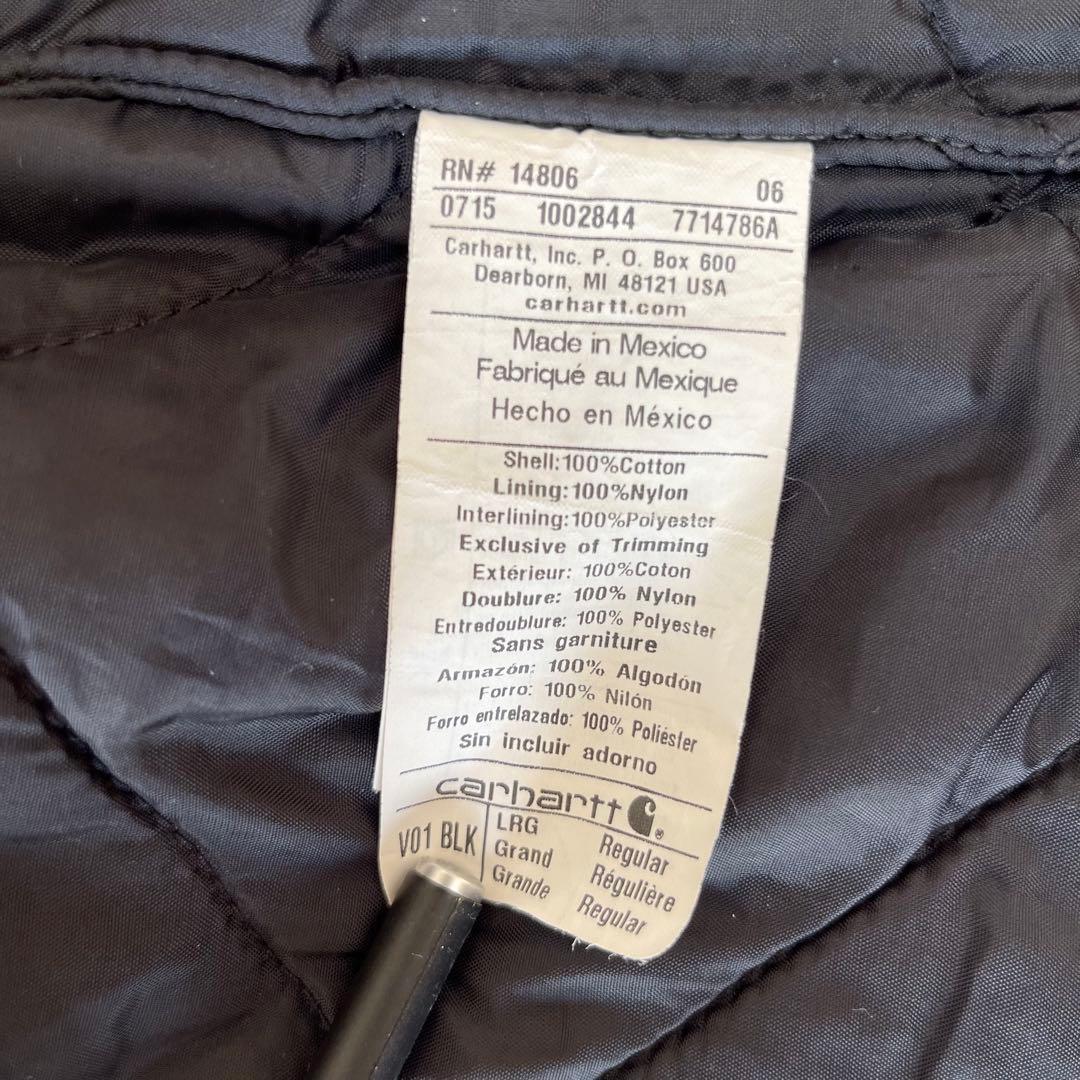 RN# 14806 06
0715 1002844 7714786A
Carhartt, Inc. P. O. Box 600
Dearborn, MI 48121 USA
carhartt.com
Made in Mexico
Fabriqué au Mexique
Hecho en México
Shell:100%Cotton
Lining:100%Nylon
Interlining:100%Polyester
Exclusive of Trimming
Extérieur: 100%Coton
Doublure: 100% Nylon
Entredoublure: 100% Polyester
Sans garniture
Armazón: 100% Algodón
Forro: 100% Nilón
Forro entrelazado: 100% Poliéster
Sin incluir adorno
carhartt ®
V01 BLK LRG Regular
Grand Régulière
Grande Regular